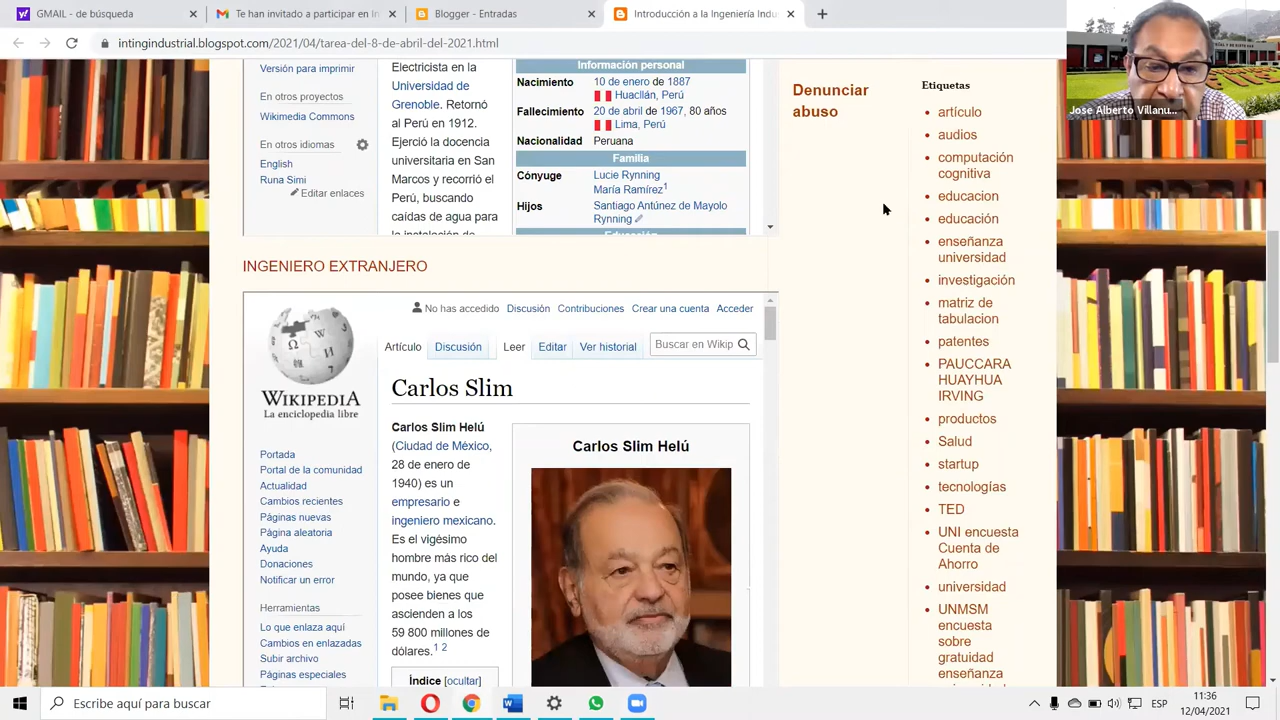 GMAIL - de búsqueda
Te han invitado a participar en In
Blogger - Entradas
Introducción a la Ingeniería Indu
intingindustrial.blogspot.com/2021/04/tarea-del-8-de-abril-del-2021.html
Jose Alberto Villanu...
Versión para imprimir
En otros proyectos
Wikimedia Commons
En otros idiomas
English
Runa Simi
Editar enlaces
Electricista en la
Universidad de
Grenoble. Retornó
al Perú en 1912.
Ejerció la docencia
universitaria en San
Marcos y recorrió el
Perú, buscando
caídas de agua para
la instalación de
Información personal
Nacimiento 10 de enero de 1887
Huacllán, Perú
Fallecimiento 20 de abril de 1967, 80 años
Lima, Perú
Nacionalidad Peruana
Familia
Cónyuge Lucie Rynning
María Ramírez1
Hijos Santiago Antúnez de Mayolo
Rynning
Educación
Denunciar
abuso
Etiquetas
artículo
audios
computación
cognitiva
educacion
educación
enseñanza
universidad
investigación
matriz de
tabulacion
patentes
PAUCCARA
HUAYHUA
IRVING
productos
Salud
startup
tecnologías
TED
UNI encuesta
Cuenta de
Ahorro
universidad
UNMSM
encuesta
sobre
gratuidad
enseñanza
INGENIERO EXTRANJERO
No han accedido Discusión Contribuciones Crear una cuenta Acceder
Artículo Discusión Leer Editar Ver historial Buscar en Wikip
WIKIPEDIA
La enciclopedia libre
Portada
Portal de la comunidad
Actualidad
Cambios recientes
Páginas nuevas
Página aleatoria
Ayuda
Donaciones
Notificar un error
Herramientas
Lo que enlaza aquí
Cambios en enlazadas
Subir archivo
Páginas especiales
Carlos Slim
Carlos Slim Helú
(Ciudad de México,
28 de enero de
1940) es un
empresario e
ingeniero mexicano.
Es el vigésimo
hombre más rico del
mundo, ya que
posee bienes que
ascienden a los
59 800 millones de
dólares.1 2
Índice [ocultar]
Carlos Slim Helú
Escribe aquí para buscar
ESP
11:36
12/04/2021